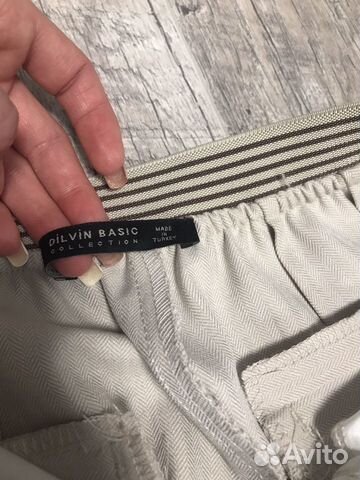 DiLViN BASIC
COLLECTION
MADE
IN
TURKEY
Avito